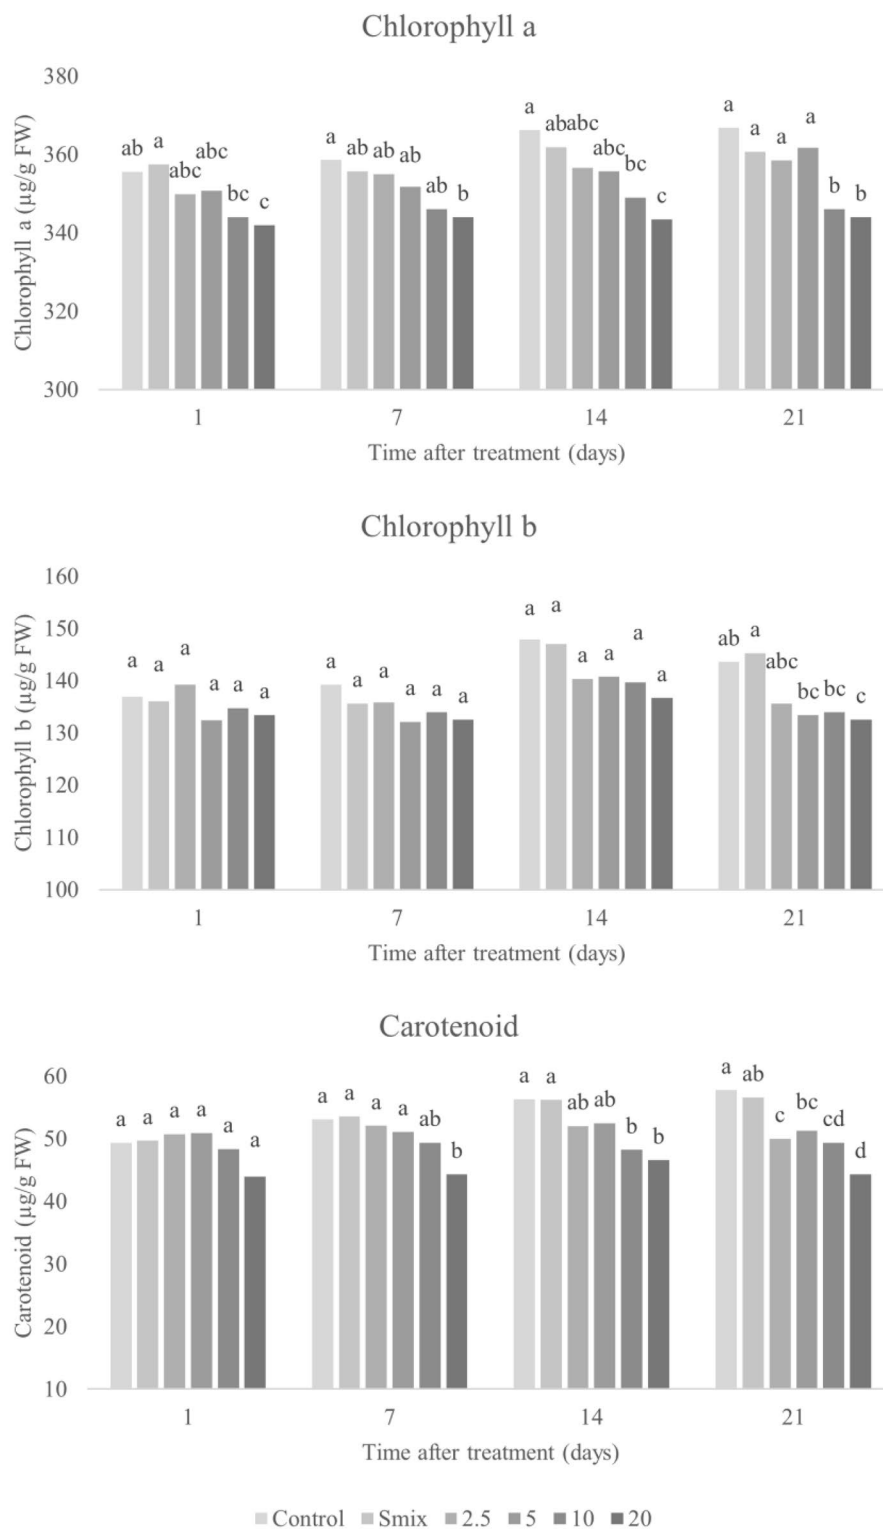 Chlorophyll a
Chlorophyll a (µg/g FW)
380
360
340
320
300
ab a abc abc bc c
a ab ab ab ab b
a ab abc abc bc c
a a a a b b
1 7 14 21
Time after treatment (days)
Chlorophyll b
Chlorophyll b (µg/g FW)
160
150
140
130
120
110
100
a a a a a a
a a a a a a
a a a a a a
ab a abc bc bc c
1 7 14 21
Time after treatment (days)
Carotenoid
Carotenoid (µg/g FW)
60
50
40
30
20
10
a a a a a a
a a a a ab b
a a ab ab b b
a ab c bc cd d
1 7 14 21
Time after treatment (days)
Control Smix 2.5 5 10 20